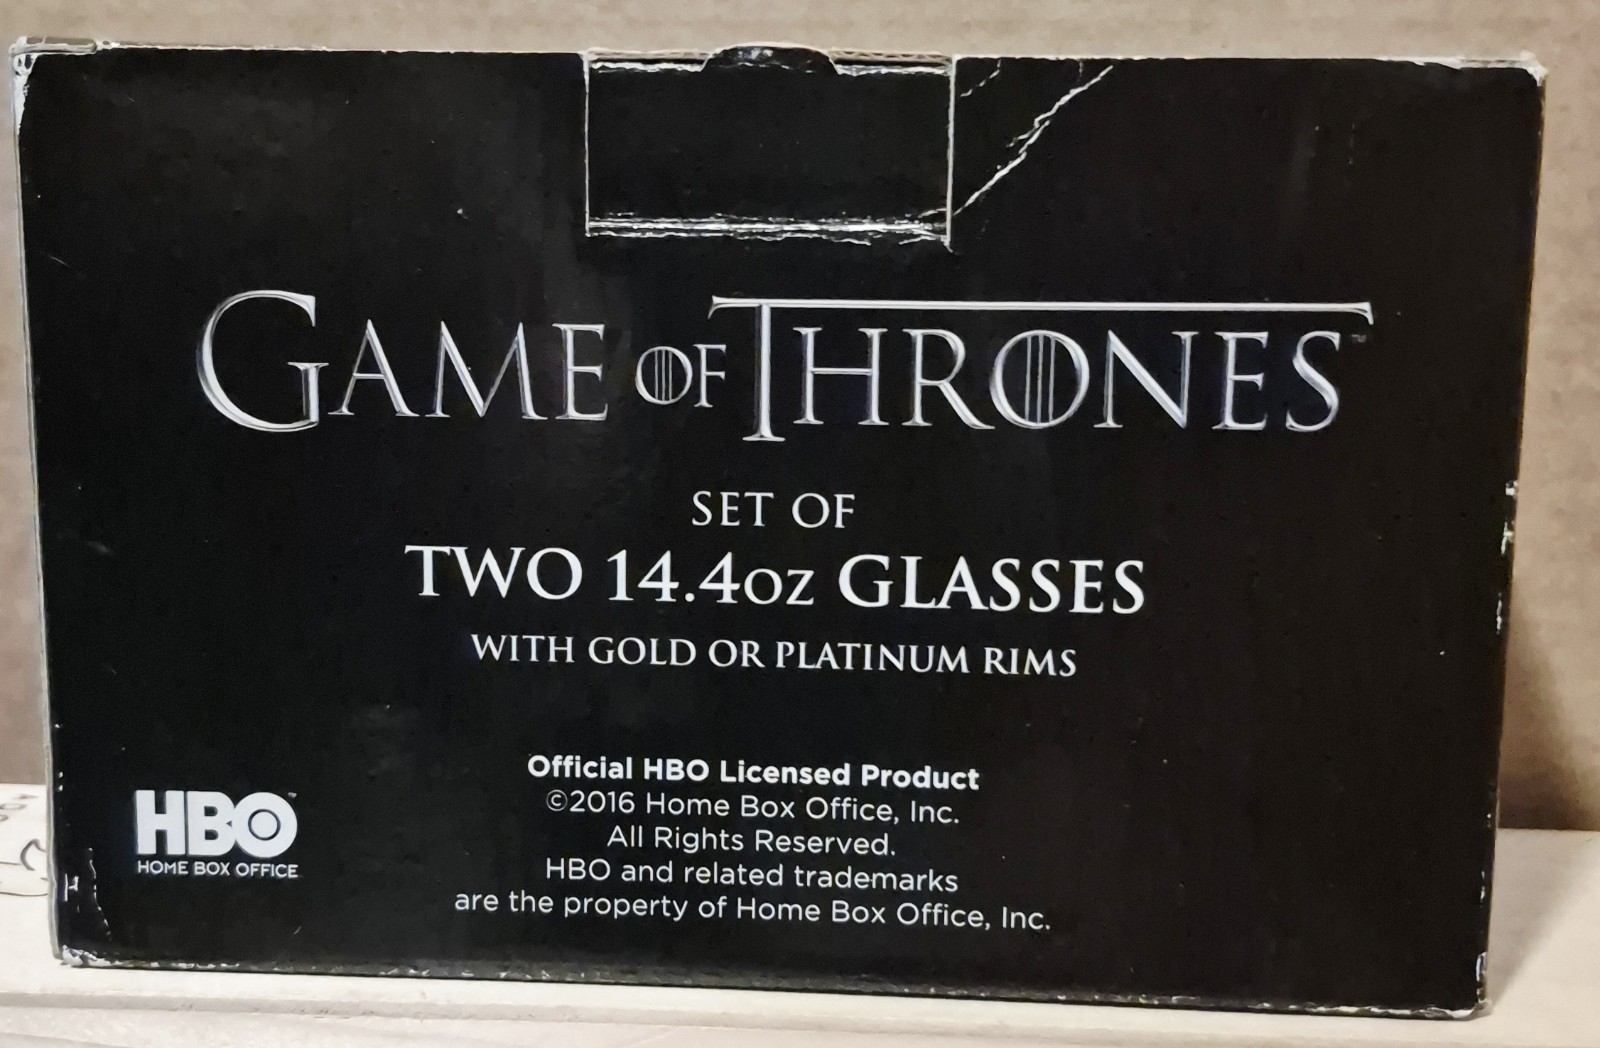 GAME OF THRONES™
SET OF
TWO 14.4oz GLASSES
WITH GOLD OR PLATINUM RIMS
Official HBO Licensed Product
©2016 Home Box Office, Inc.
All Rights Reserved.
HBO and related trademarks
are the property of Home Box Office, Inc.
HBO™
HOME BOX OFFICE